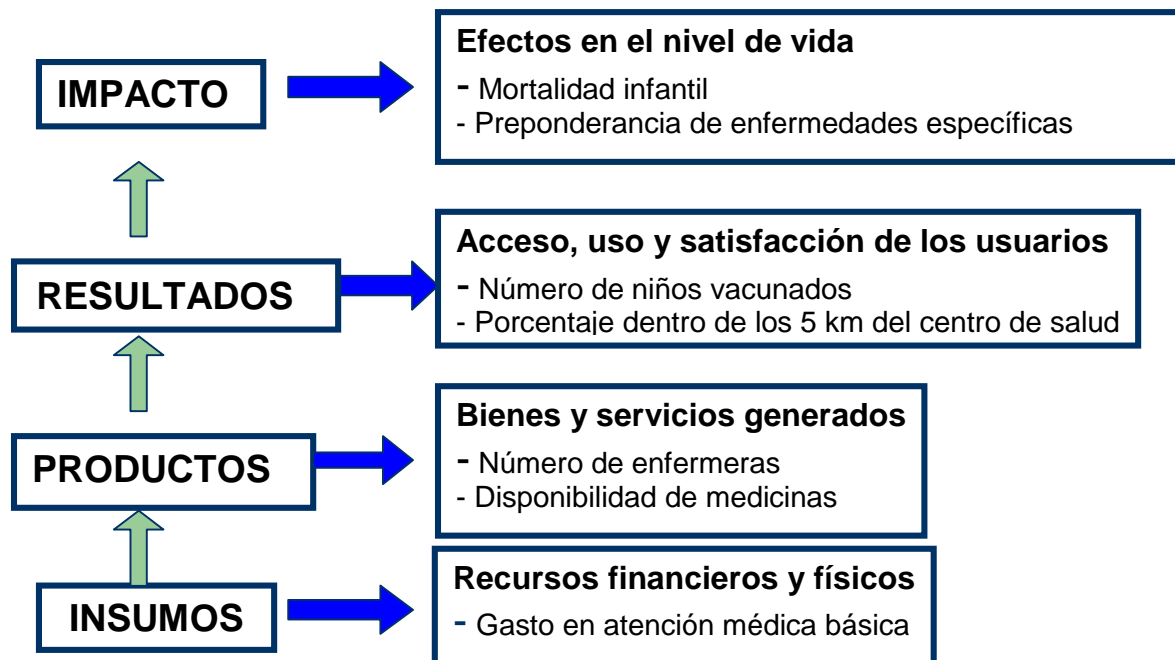 IMPACTO
Efectos en el nivel de vida
- Mortalidad infantil
- Preponderancia de enfermedades específicas
RESULTADOS
Acceso, uso y satisfacción de los usuarios
- Número de niños vacunados
- Porcentaje dentro de los 5 km del centro de salud
PRODUCTOS
Bienes y servicios generados
- Número de enfermeras
- Disponibilidad de medicinas
INSUMOS
Recursos financieros y físicos
- Gasto en atención médica básica